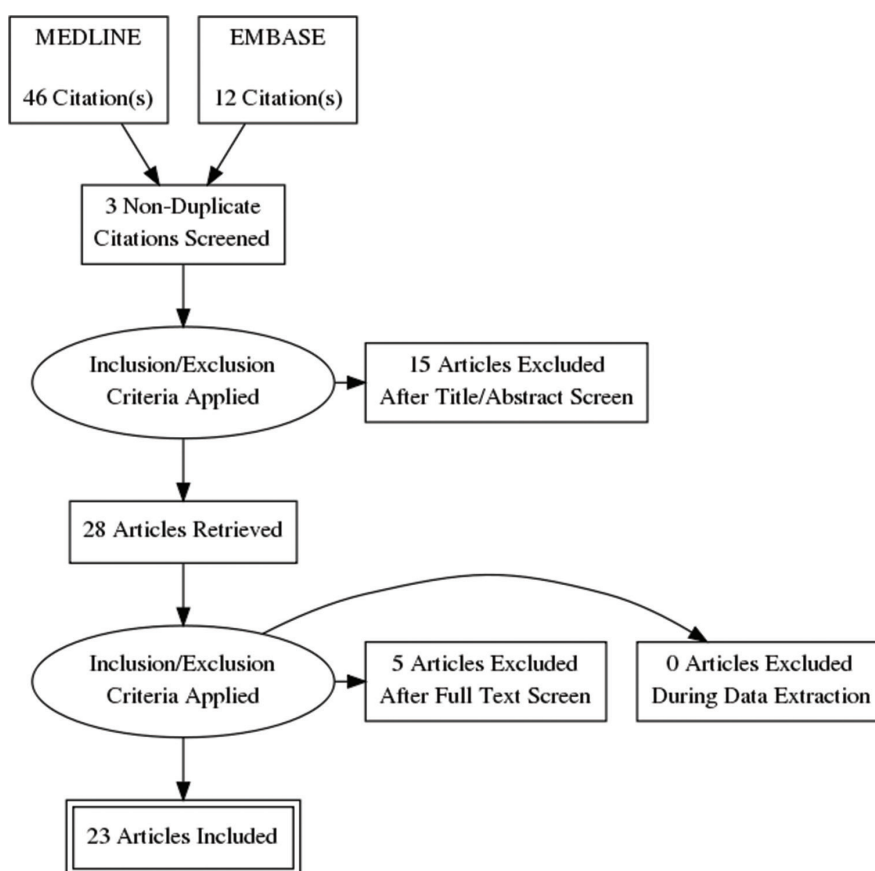 MEDLINE
46 Citation(s)
EMBASE
12 Citation(s)
3 Non-Duplicate
Citations Screened
Inclusion/Exclusion
Criteria Applied
15 Articles Excluded
After Title/Abstract Screen
28 Articles Retrieved
Inclusion/Exclusion
Criteria Applied
5 Articles Excluded
After Full Text Screen
0 Articles Excluded
During Data Extraction
23 Articles Included